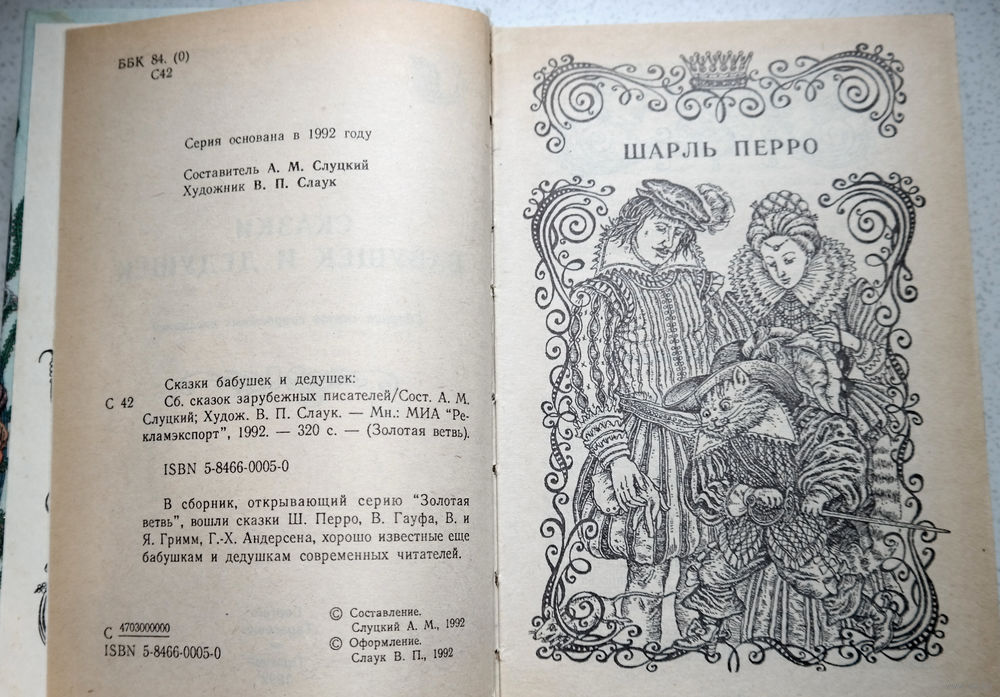 ББК 84. (0)
С42
Серия основана в 1992 году
Составитель А. М. Слуцкий
Художник В. П. Слаук
Сказки бабушек и дедушек:
С 42
Сб. сказок зарубежных писателей/Сост. А. М.
Слуцкий; Худож. В. П. Слаук. — Мн.: МИА "Ре-
кламэкспорт", 1992. — 320 с. — (Золотая ветвь).
ISBN 5-8466-0005-0
В сборник, открывающий серию "Золотая
ветвь", вошли сказки Ш. Перро, В. Гауфа, В. и
Я. Гримм, Г.-Х. Андерсена, хорошо известные еще
бабушкам и дедушкам современных читателей.
С 4703000000
ISBN 5-8466-0005-0
© Составление.
Слуцкий А. М., 1992
© Оформление.
Слаук В. П., 1992
ШАРЛЬ ПЕРРО